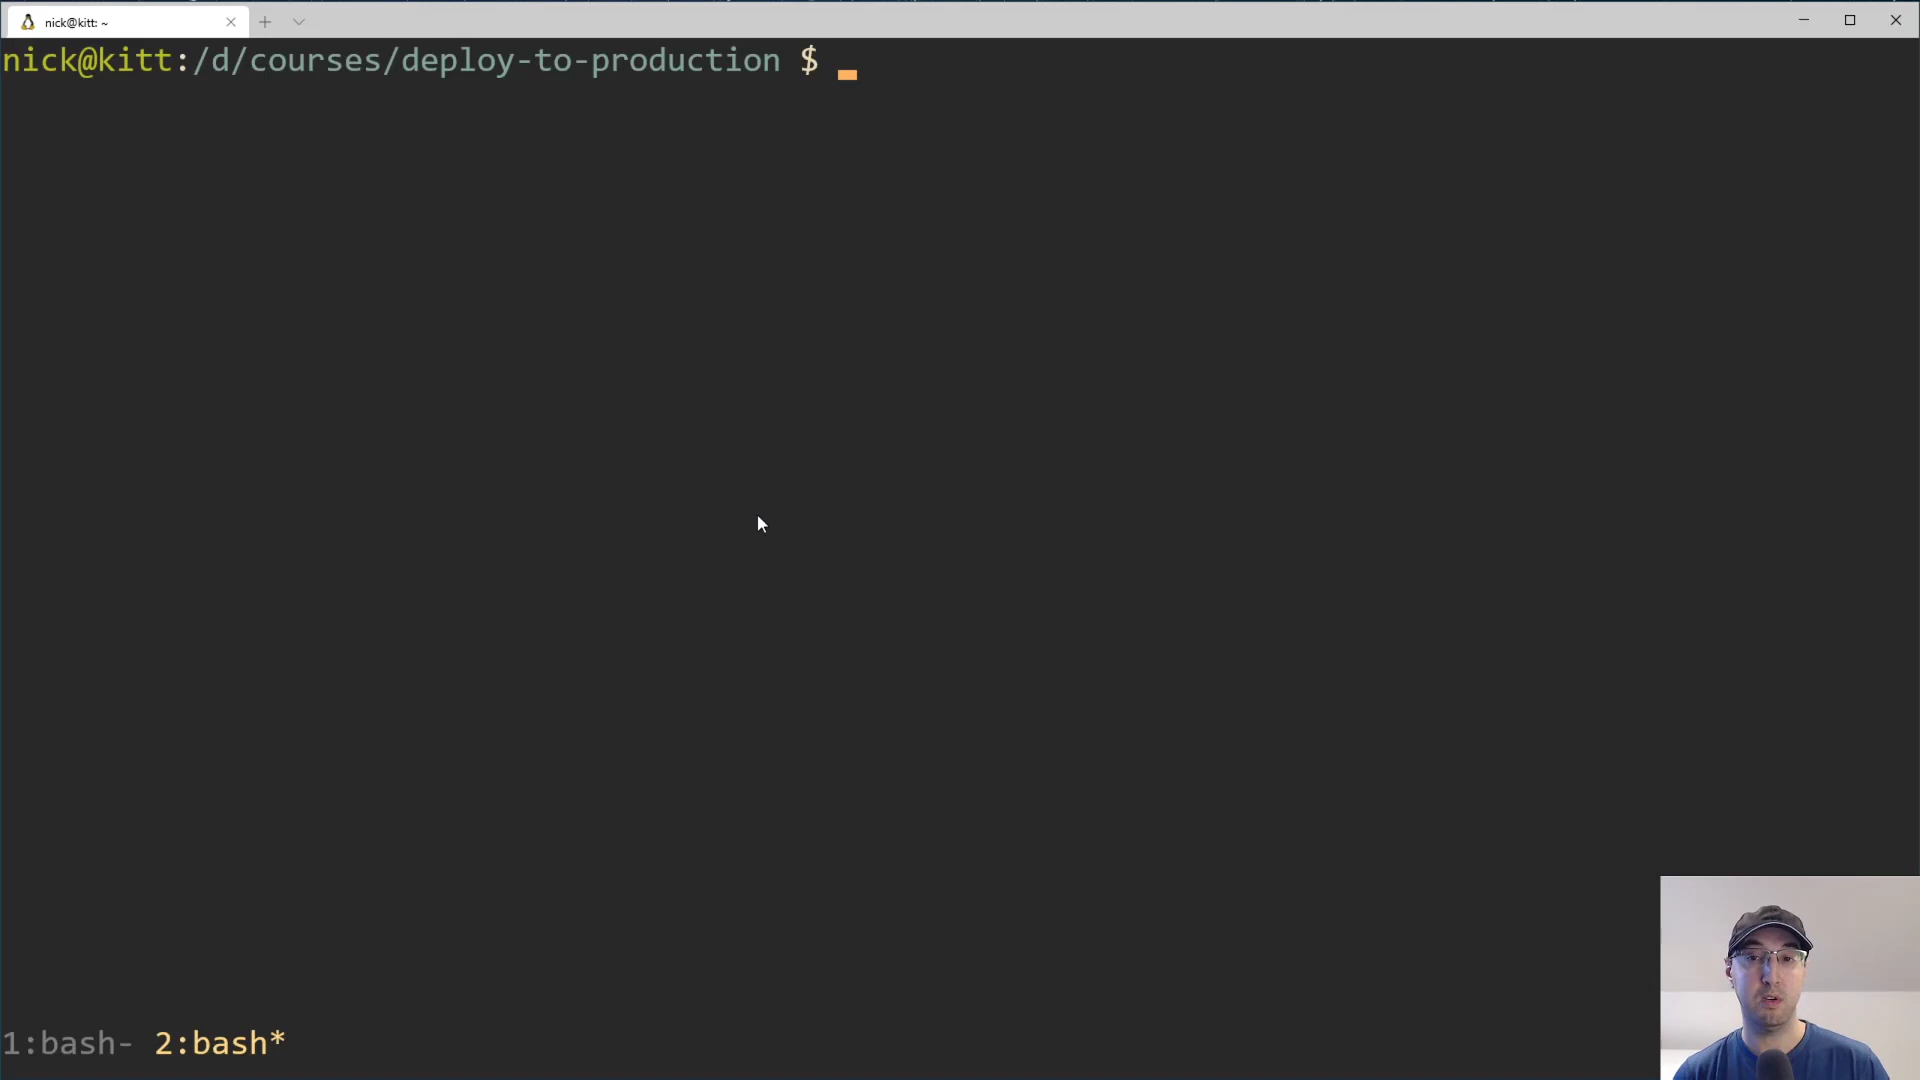 nick@kitt: ~
nick@kitt:/d/courses/deploy-to-production $
1:bash- 2:bash*